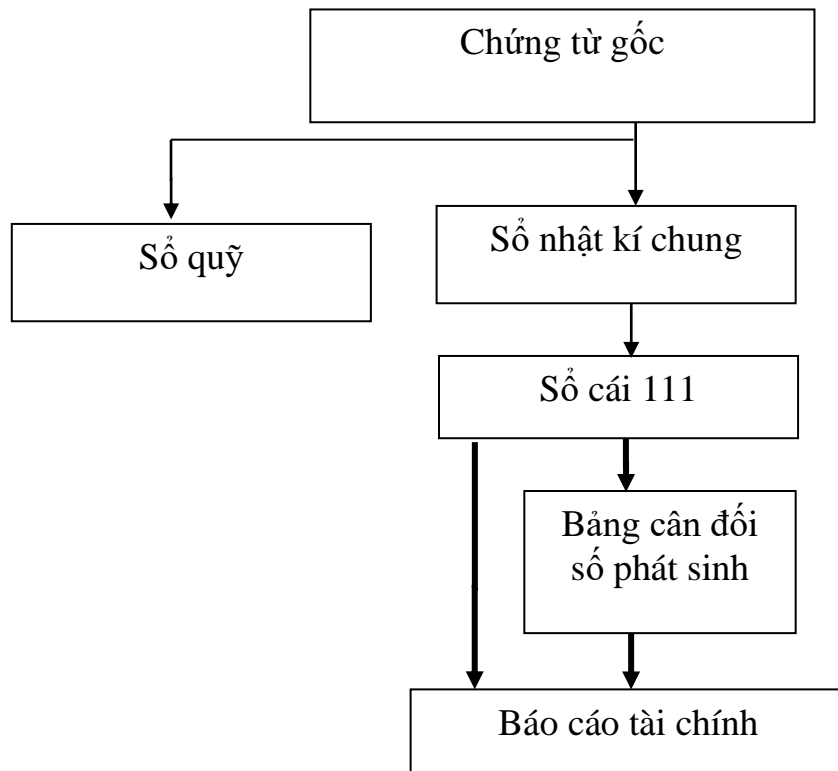 Chứng từ gốc
Sổ quỹ
Sổ nhật kí chung
Sổ cái 111
Bảng cân đối
số phát sinh
Báo cáo tài chính